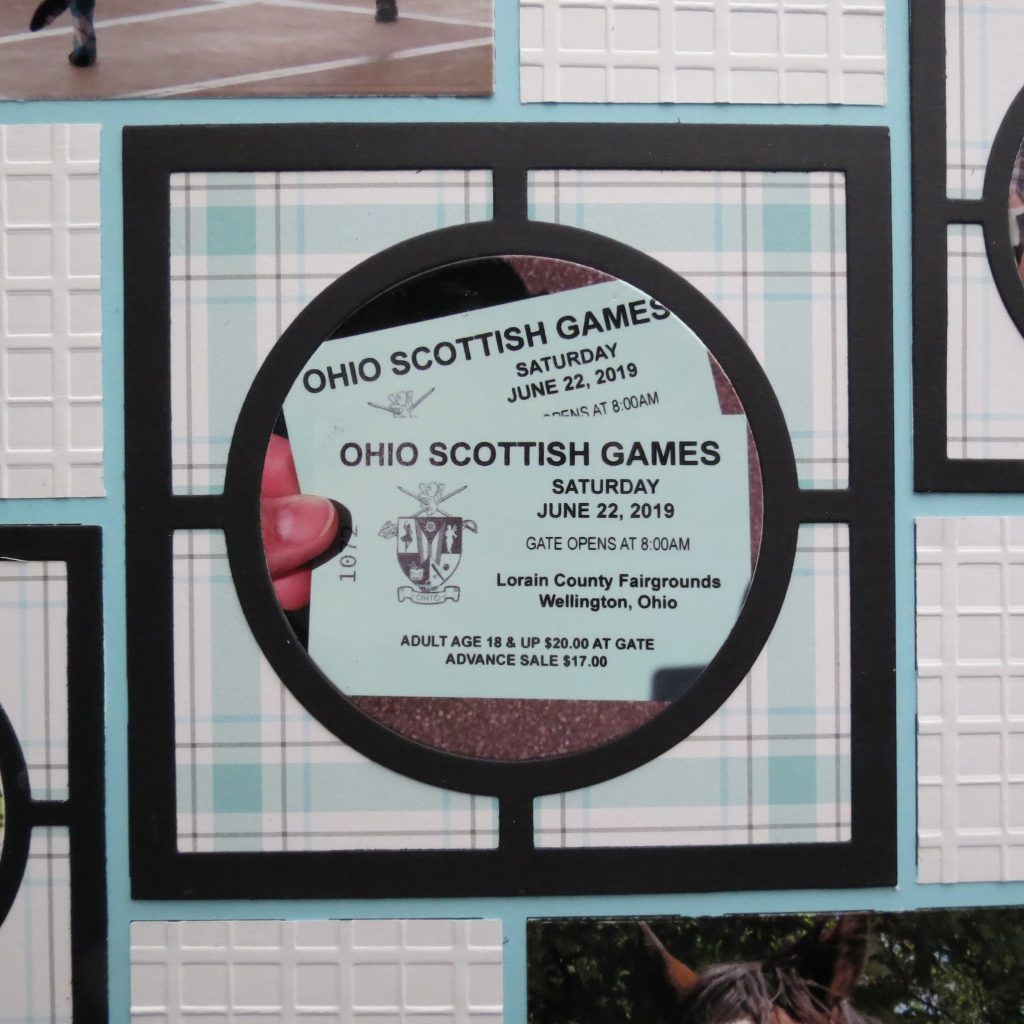 OHIO SCOTTISH GAMES
SATURDAY
JUNE 22, 2019
OPENS AT 8:00AM
OHIO SCOTTISH GAMES
SATURDAY
JUNE 22, 2019
GATE OPENS AT 8:00AM
1072
Lorain County Fairgrounds
Wellington, Ohio
OHIO
ADULT AGE 18 & UP $20.00 AT GATE
ADVANCE SALE $17.00